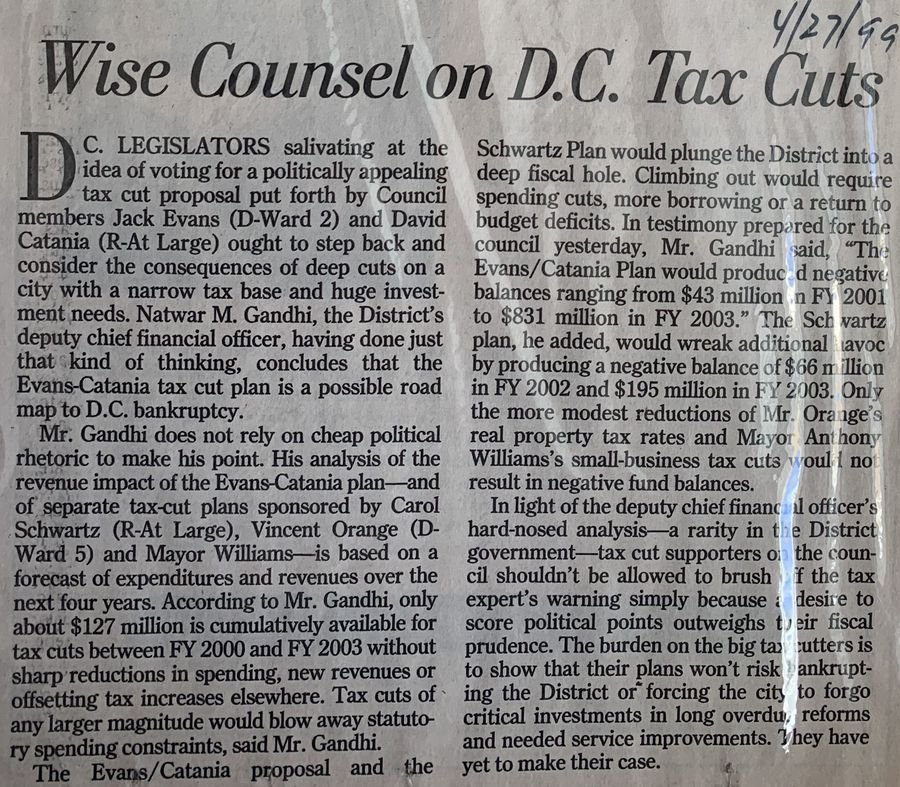 4/27/99
Wise Counsel on D.C. Tax Cuts
D.C. LEGISLATORS salivating at the
idea of voting for a politically appealing
tax cut proposal put forth by Council
members Jack Evans (D-Ward 2) and David
Catania (R-At Large) ought to step back and
consider the consequences of deep cuts on a
city with a narrow tax base and huge invest-
ment needs. Natwar M. Gandhi, the District's
deputy chief financial officer, having done just
that kind of thinking, concludes that the
Evans-Catania tax cut plan is a possible road
map to D.C. bankruptcy.
Mr. Gandhi does not rely on cheap political
rhetoric to make his point. His analysis of the
revenue impact of the Evans-Catania plan—and
of separate tax-cut plans sponsored by Carol
Schwartz (R-At Large), Vincent Orange (D-
Ward 5) and Mayor Williams—is based on a
forecast of expenditures and revenues over the
next four years. According to Mr. Gandhi, only
about $127 million is cumulatively available for
tax cuts between FY 2000 and FY 2003 without
sharp reductions in spending, new revenues or
offsetting tax increases elsewhere. Tax cuts of
any larger magnitude would blow away statuto-
ry spending constraints, said Mr. Gandhi.
The Evans/Catania proposal and the
Schwartz Plan would plunge the District into a
deep fiscal hole. Climbing out would require
spending cuts, more borrowing or a return to
budget deficits. In testimony prepared for the
council yesterday, Mr. Gandhi said, "The
Evans/Catania Plan would produced negative
balances ranging from $43 million in FY 2001
to $831 million in FY 2003." The Schwartz
plan, he added, would wreak additional havoc
by producing a negative balance of $66 million
in FY 2002 and $195 million in FY 2003. Only
the more modest reductions of Mr. Orange's
real property tax rates and Mayor Anthony
Williams's small-business tax cuts would not
result in negative fund balances.
In light of the deputy chief financial officer's
hard-nosed analysis—a rarity in the District
government—tax cut supporters on the coun-
cil shouldn't be allowed to brush off the tax
expert's warning simply because a desire to
score political points outweighs their fiscal
prudence. The burden on the big tax cutters is
to show that their plans won't risk bankrupt-
ing the District or forcing the city to forgo
critical investments in long overdue reforms
and needed service improvements. They have
yet to make their case.